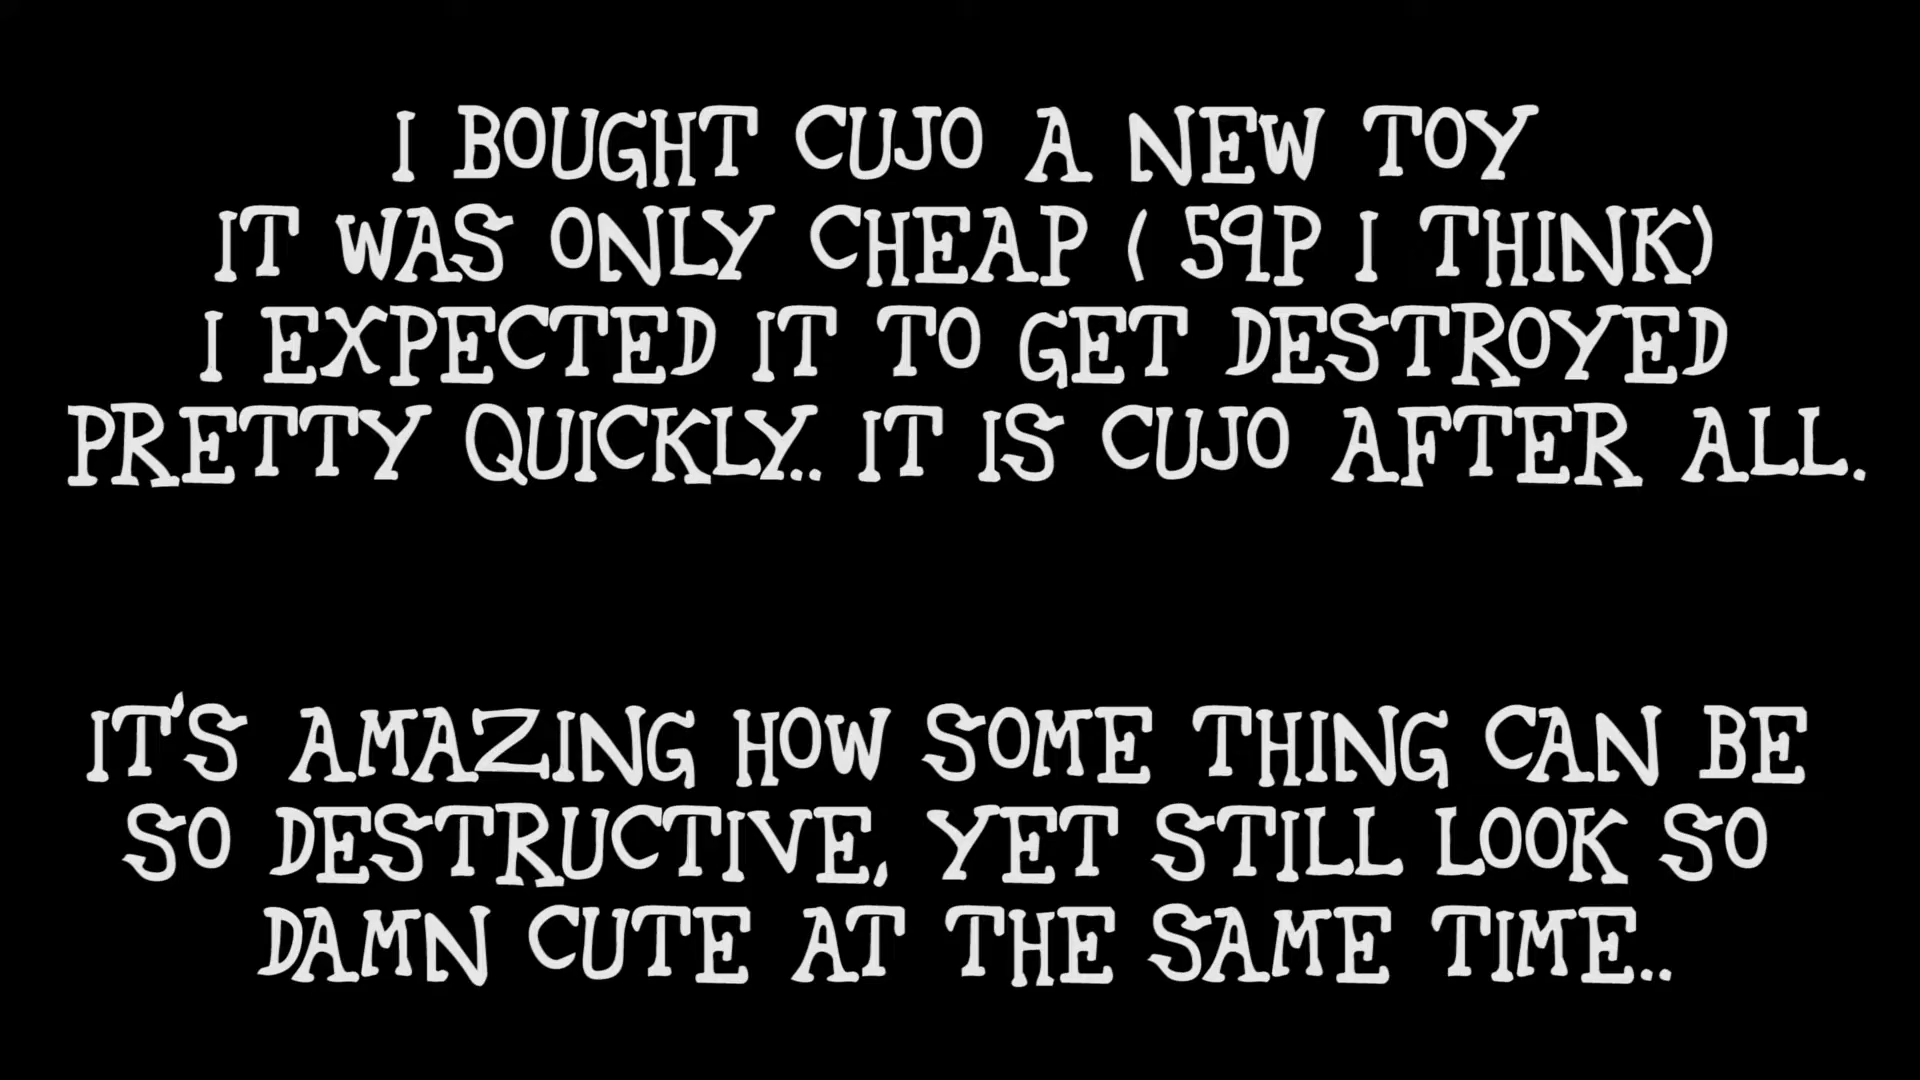 I BOUGHT CUJO A NEW TOY
IT WAS ONLY CHEAP ( 59P I THINK)
I EXPECTED IT TO GET DESTROYED
PRETTY QUICKLY.. IT IS CUJO AFTER ALL.
IT'S AMAZING HOW SOME THING CAN BE
SO DESTRUCTIVE, YET STILL LOOK SO
DAMN CUTE AT THE SAME TIME..